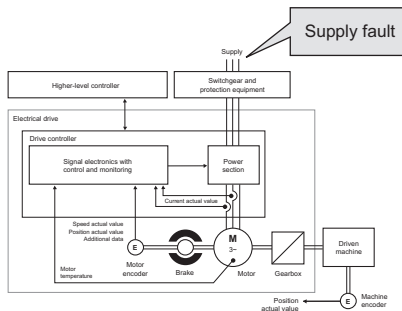 Supply fault
Supply
Higher-level controller
Switchgear and
protection equipment
Electrical drive
Drive controller
Signal electronics with
control and monitoring
Power
section
Current actual value
Speed actual value
Position actual value
Additional data
M
3~
E
Motor
encoder
Brake
Motor
Gearbox
Driven
machine
Motor
temperature
Position
actual value
E
Machine
encoder